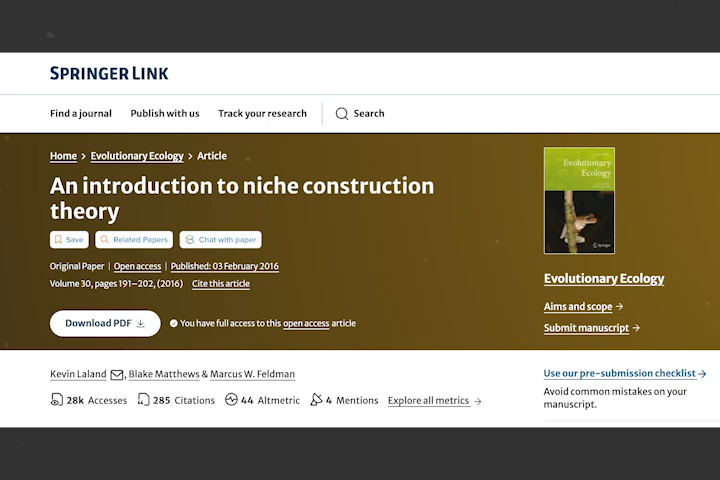 SPRINGER LINK
Find a journal Publish with us Track your research Search
Home > Evolutionary Ecology > Article
An introduction to niche construction
theory
Save Related Papers Chat with paper
Original Paper | Open access | Published: 03 February 2016
Volume 30, pages 191–202, (2016) Cite this article
Download PDF You have full access to this open access article
Evolutionary
Ecology
Springer
Evolutionary Ecology
Aims and scope →
Submit manuscript →
Kevin Laland, Blake Matthews & Marcus W. Feldman
28k Accesses 285 Citations 44 Altmetric 4 Mentions Explore all metrics →
Use our pre-submission checklist →
Avoid common mistakes on your
manuscript.